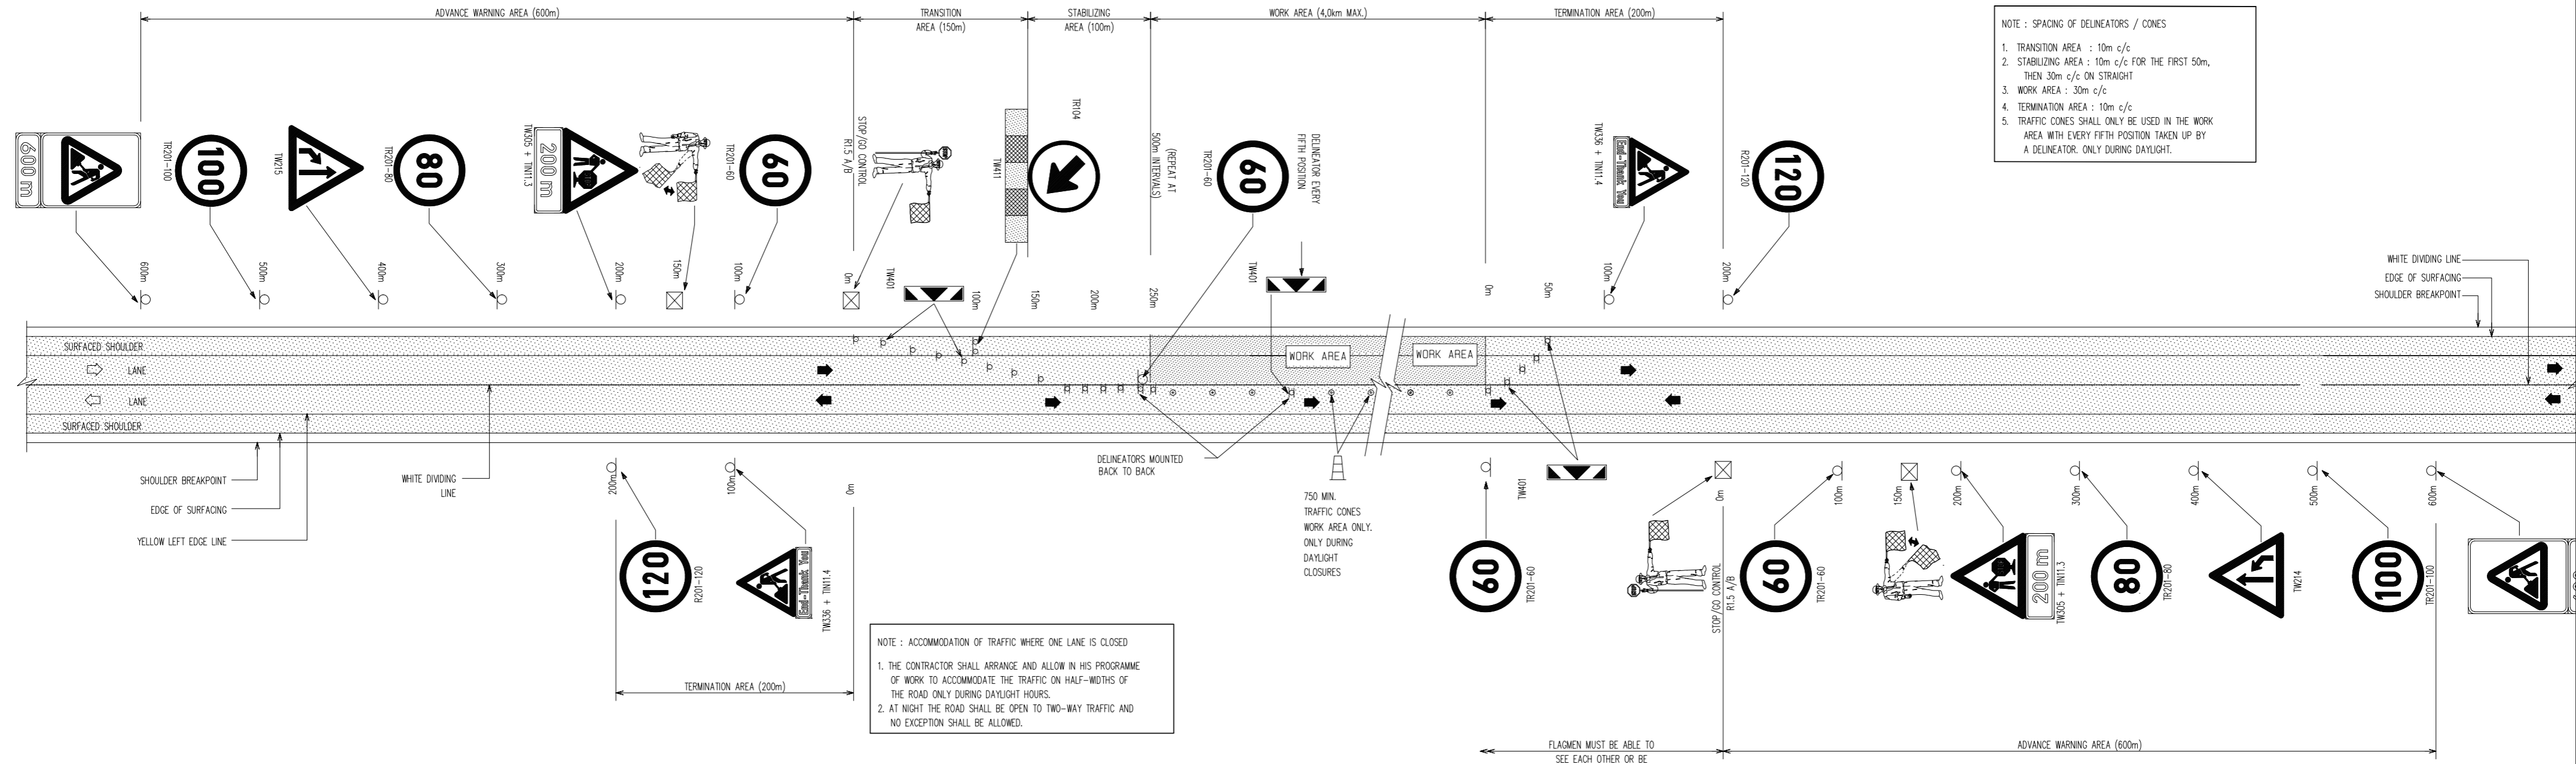 ADVANCE WARNING AREA (600m)
TRANSITION
AREA (150m)
STABILIZING
AREA (100m)
WORK AREA (4,0km MAX.)
TERMINATION AREA (200m)
NOTE : SPACING OF DELINEATORS / CONES
1. TRANSITION AREA : 10m c/c
2. STABILIZING AREA : 10m c/c FOR THE FIRST 50m,
THEN 30m c/c ON STRAIGHT
3. WORK AREA : 30m c/c
4. TERMINATION AREA : 10m c/c
5. TRAFFIC CONES SHALL ONLY BE USED IN THE WORK
AREA WITH EVERY FIFTH POSITION TAKEN UP BY
A DELINEATOR. ONLY DURING DAYLIGHT.
600 m
TR201-100
100
TW215
TR201-80
80
TW305 + TIN11.3
200 m
STOP
TR201-60
60
STOP/GO CONTROL
R1.5 A/B
STOP
TW411
TR104
(REPEAT AT
500m INTERVALS)
TR201-60
60
DELINEATOR EVERY
FIFTH POSITION
TW336 + TIN11.4
End-Thank You
R201-120
120
600m
500m
400m
300m
200m
150m
100m
0m
TW401
100m
150m
200m
250m
TW401
0m
50m
100m
200m
WHITE DIVIDING LINE
EDGE OF SURFACING
SHOULDER BREAKPOINT
SURFACED SHOULDER
LANE
LANE
SURFACED SHOULDER
WORK AREA
WORK AREA
SHOULDER BREAKPOINT
EDGE OF SURFACING
YELLOW LEFT EDGE LINE
WHITE DIVIDING
LINE
200m
100m
0m
120
R201-120
End-Thank You
TW336 + TIN11.4
TERMINATION AREA (200m)
DELINEATORS MOUNTED
BACK TO BACK
750 MIN.
TRAFFIC CONES
WORK AREA ONLY.
ONLY DURING
DAYLIGHT
CLOSURES
NOTE : ACCOMMODATION OF TRAFFIC WHERE ONE LANE IS CLOSED
1. THE CONTRACTOR SHALL ARRANGE AND ALLOW IN HIS PROGRAMME
OF WORK TO ACCOMMODATE THE TRAFFIC ON HALF-WIDTHS OF
THE ROAD ONLY DURING DAYLIGHT HOURS.
2. AT NIGHT THE ROAD SHALL BE OPEN TO TWO-WAY TRAFFIC AND
NO EXCEPTION SHALL BE ALLOWED.
TW401
60
TR201-60
STOP
STOP/GO CONTROL
R1.5 A/B
0m
100m
150m
200m
300m
400m
500m
600m
60
TR201-60
STOP
200 m
TW305 + TIN11.3
80
TR201-80
TW214
100
TR201-100
FLAGMEN MUST BE ABLE TO
SEE EACH OTHER OR BE
ADVANCE WARNING AREA (600m)